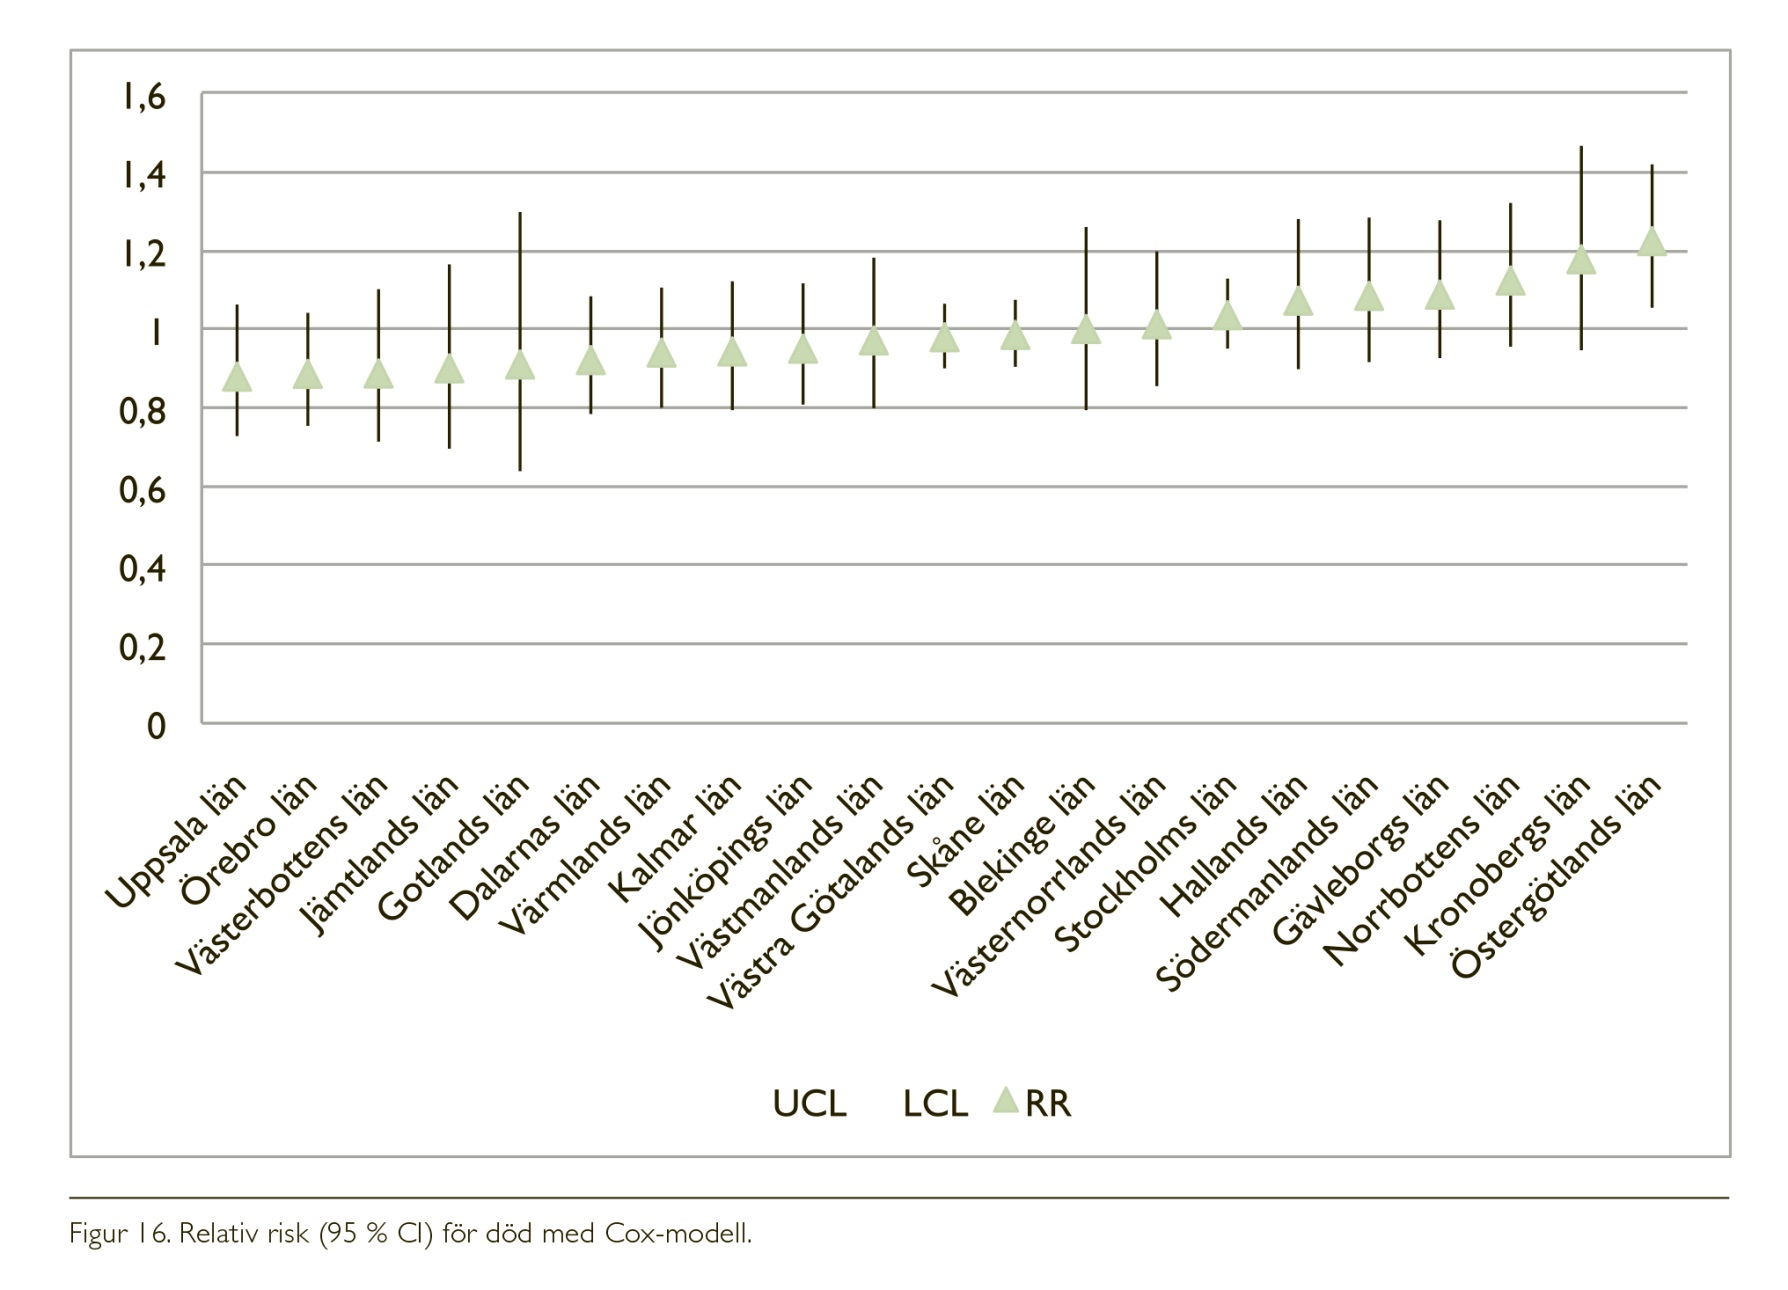 1,6
1,4
1,2
1
0,8
0,6
0,4
0,2
0
Uppsala län
Örebro län
Västerbottens län
Jämtlands län
Gotlands län
Dalarnas län
Värmlands län
Kalmar län
Jönköpings län
Västmanlands län
Västra Götalands län
Skåne län
Blekinge län
Västernorrlands län
Stockholms län
Hallands län
Södermanlands län
Gävleborgs län
Norrbottens län
Kronobergs län
Östergötlands län
UCL LCL RR
Figur 16. Relativ risk (95 % CI) för död med Cox-modell.